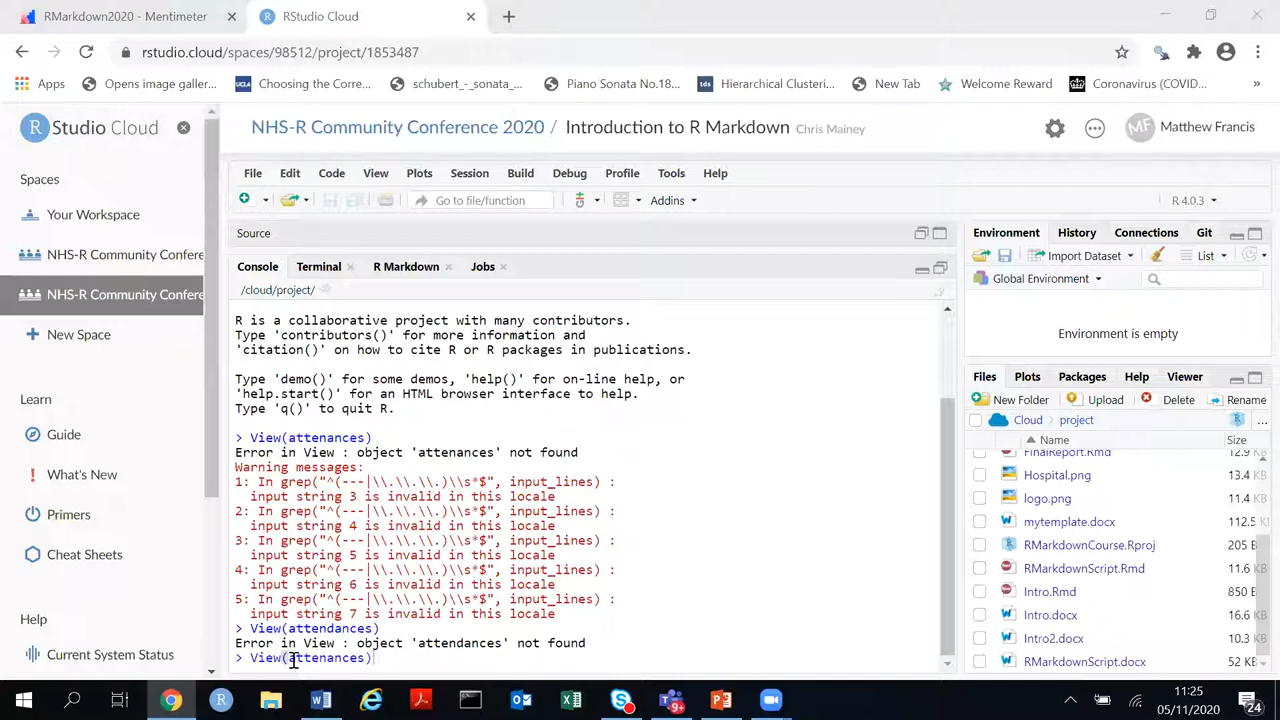 RMarkdown2020 - Mentimeter
RStudio Cloud
rstudio.cloud/spaces/98512/project/1853487
Apps
Opens image galler...
UCLA
Choosing the Corre...
schubert_-_sonata_...
Piano Sonata No.18...
tds
Hierarchical Clusteri...
New Tab
Welcome Reward
Coronavirus (COVID...
»
R Studio Cloud
NHS-R Community Conference 2020 / Introduction to R Markdown Chris Mainey
MF Matthew Francis
Spaces
Your Workspace
NHS-R Community Confere
NHS-R Community Confere
New Space
Learn
Guide
What's New
Primers
Cheat Sheets
Help
Current System Status
File Edit Code View Plots Session Build Debug Profile Tools Help
Go to file/function
Addins
R 4.0.3
Source
Console Terminal R Markdown Jobs
/cloud/project/
R is a collaborative project with many contributors.
Type 'contributors()' for more information and
'citation()' on how to cite R or R packages in publications.
Type 'demo()' for some demos, 'help()' for on-line help, or
'help.start()' for an HTML browser interface to help.
Type 'q()' to quit R.
> View(attenances)
Error in View : object 'attenances' not found
Warning messages:
1: In grep("^(---|\\.\\.\\.)\\s*$", input_lines) :
input string 3 is invalid in this locale
2: In grep("^(---|\\.\\.\\.)\\s*$", input_lines) :
input string 4 is invalid in this locale
3: In grep("^(---|\\.\\.\\.)\\s*$", input_lines) :
input string 5 is invalid in this locale
4: In grep("^(---|\\.\\.\\.)\\s*$", input_lines) :
input string 6 is invalid in this locale
5: In grep("^(---|\\.\\.\\.)\\s*$", input_lines) :
input string 7 is invalid in this locale
> View(attendances)
Error in View : object 'attendances' not found
> View(attenances)
Environment History Connections Git
Import Dataset
List
Global Environment
Environment is empty
Files Plots Packages Help Viewer
New Folder Upload Delete Rename
Cloud project
...
Name Size
FinalReport.Rmd 12.9
Hospital.png 13.4 K
logo.png 11.4 K
mytemplate.docx 112.5
RMarkdownCourse.Rproj 205 B
RMarkdownScript.Rmd 8.1 KB
Intro.Rmd 850 B
Intro.docx 16.6 K
Intro2.docx 10.3 K
RMarkdownScript.docx 52 KB
11:25
05/11/2020
24